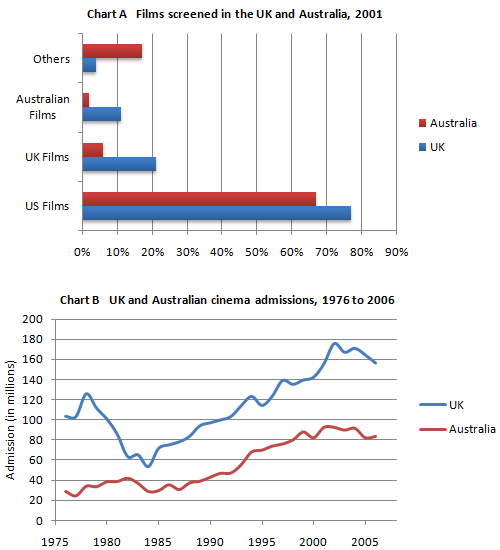 Chart A Films screened in the UK and Australia, 2001
Others
Australian
Films
UK Films
US Films
Australia
UK
0% 10% 20% 30% 40% 50% 60% 70% 80% 90%
Chart B UK and Australian cinema admissions, 1976 to 2006
Admission (in millions)
200
180
160
140
120
100
80
60
40
20
0
UK
Australia
1975 1980 1985 1990 1995 2000 2005